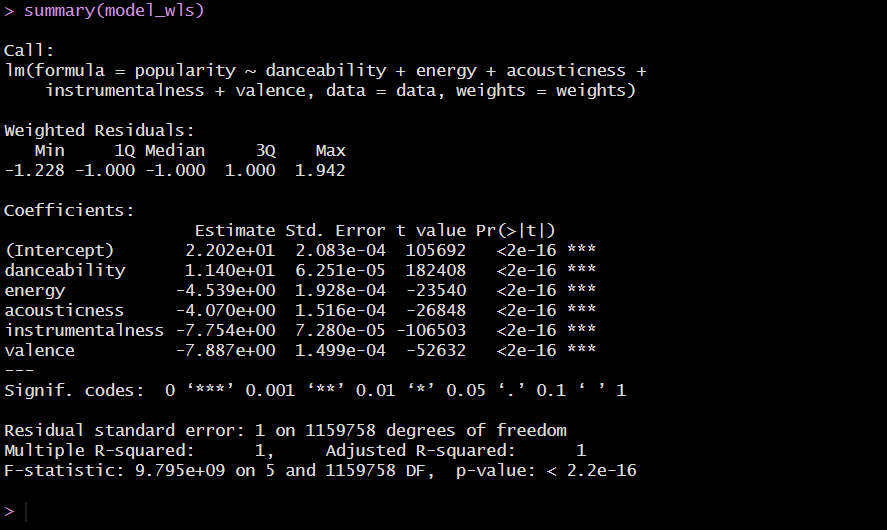 > summary(model_wls)
Call:
lm(formula = popularity ~ danceability + energy + acousticness +
    instrumentalness + valence, data = data, weights = weights)
Weighted Residuals:
   Min     1Q Median     3Q    Max
-1.228 -1.000 -1.000  1.000  1.942
Coefficients:
                   Estimate Std. Error t value Pr(>|t|)
(Intercept)       2.202e+01  2.083e-04  105692   <2e-16 ***
danceability      1.140e+01  6.251e-05  182408   <2e-16 ***
energy           -4.539e+00  1.928e-04  -23540   <2e-16 ***
acousticness     -4.070e+00  1.516e-04  -26848   <2e-16 ***
instrumentalness -7.754e+00  7.280e-05 -106503   <2e-16 ***
valence          -7.887e+00  1.499e-04  -52632   <2e-16 ***
---
Signif. codes:  0 ‘***’ 0.001 ‘**’ 0.01 ‘*’ 0.05 ‘.’ 0.1 ‘ ’ 1
Residual standard error: 1 on 1159758 degrees of freedom
Multiple R-squared:      1,     Adjusted R-squared:      1
F-statistic: 9.795e+09 on 5 and 1159758 DF,  p-value: < 2.2e-16
>